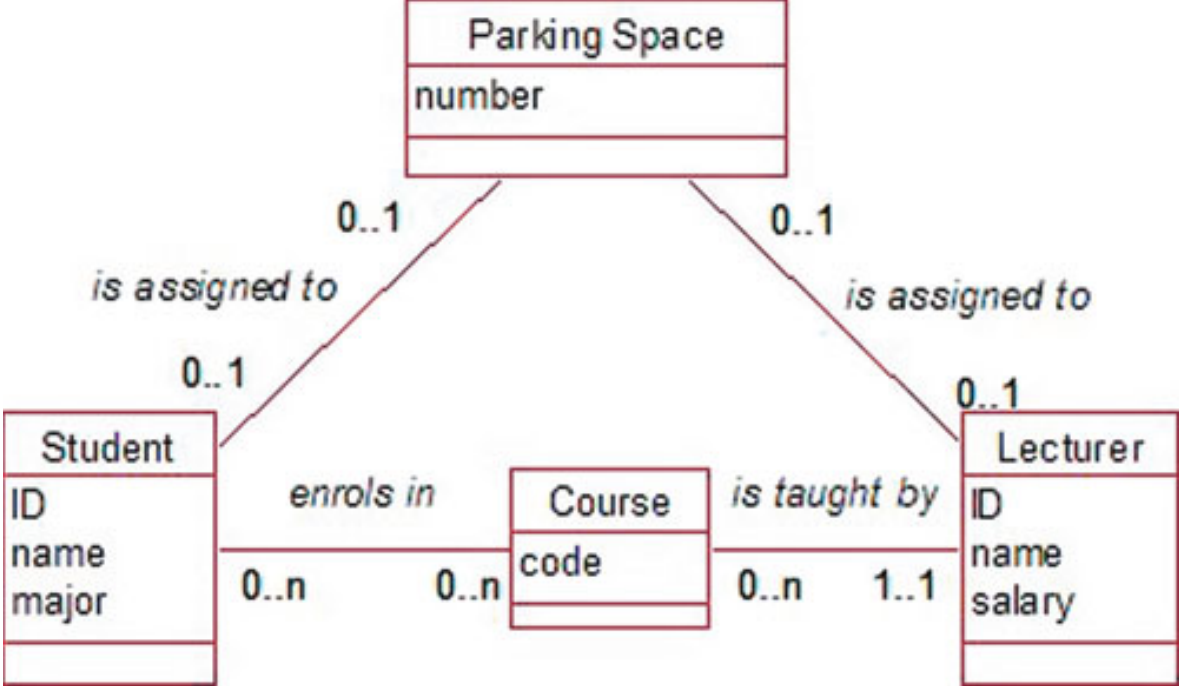 Parking Space
number
0..1
0..1
is assigned to
is assigned to
0..1
0..1
Student
ID
name
major
enrols in
0..n
0..n
Course
code
is taught by
0..n
1..1
Lecturer
ID
name
salary